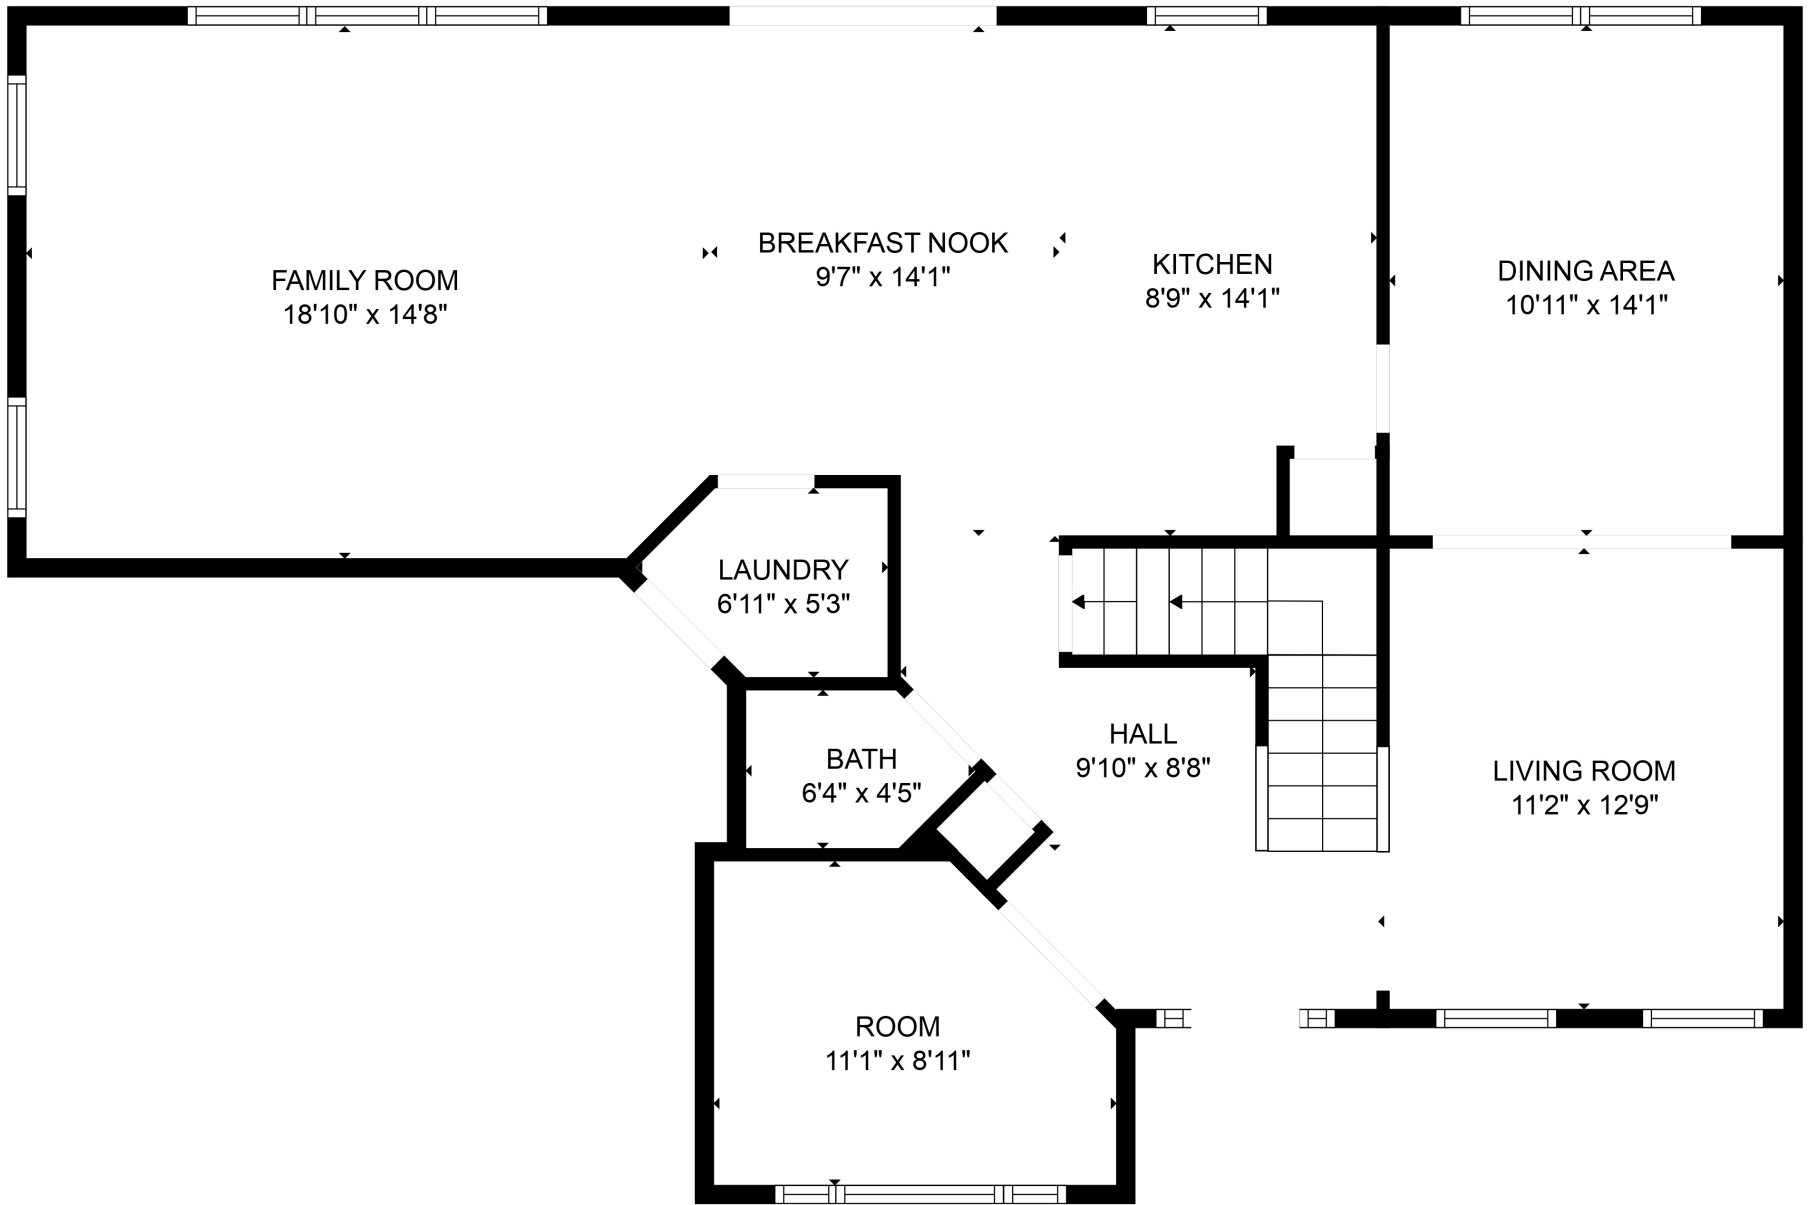 FAMILY ROOM
18'10" x 14'8"
BREAKFAST NOOK
9'7" x 14'1"
KITCHEN
8'9" x 14'1"
DINING AREA
10'11" x 14'1"
LAUNDRY
6'11" x 5'3"
BATH
6'4" x 4'5"
HALL
9'10" x 8'8"
LIVING ROOM
11'2" x 12'9"
ROOM
11'1" x 8'11"